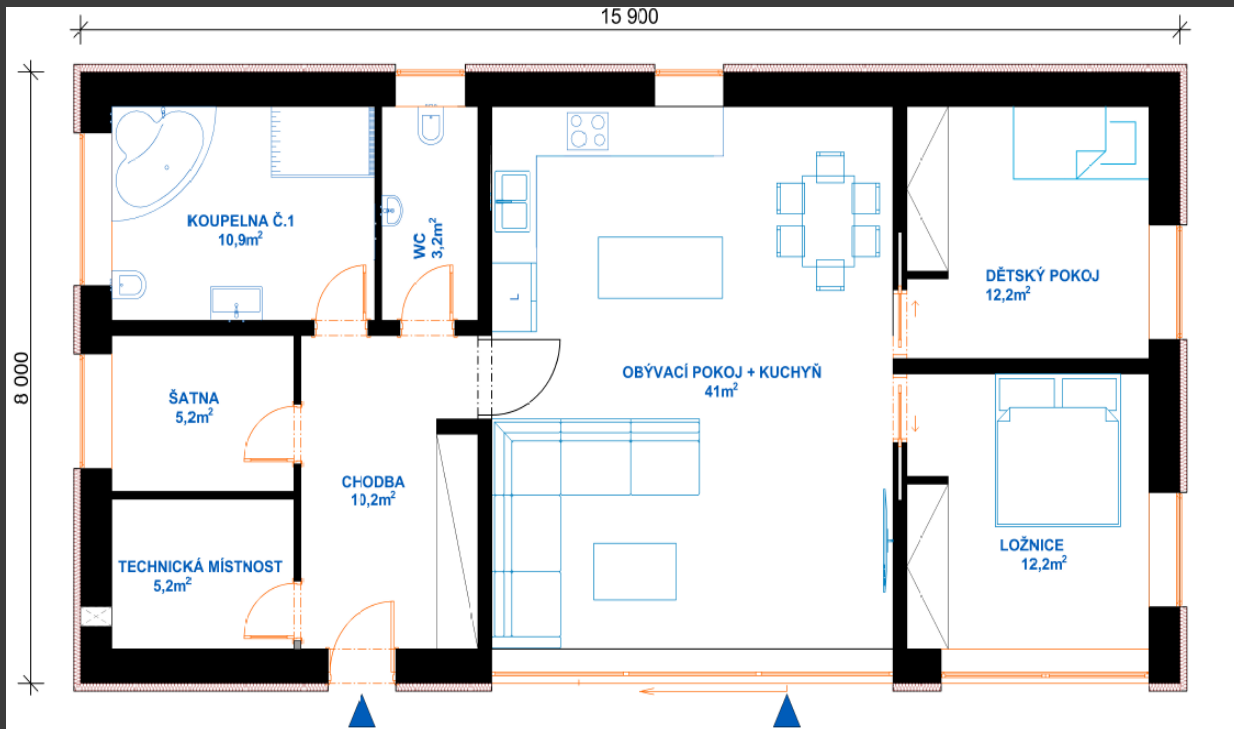 15 900
8 000
KOUPELNA Č.1
10,9m²
WC
3,2m²
DĚTSKÝ POKOJ
12,2m²
OBÝVACÍ POKOJ + KUCHYŇ
41m²
L
ŠATNA
5,2m²
CHODBA
10,2m²
TECHNICKÁ MÍSTNOST
5,2m²
LOŽNICE
12,2m²